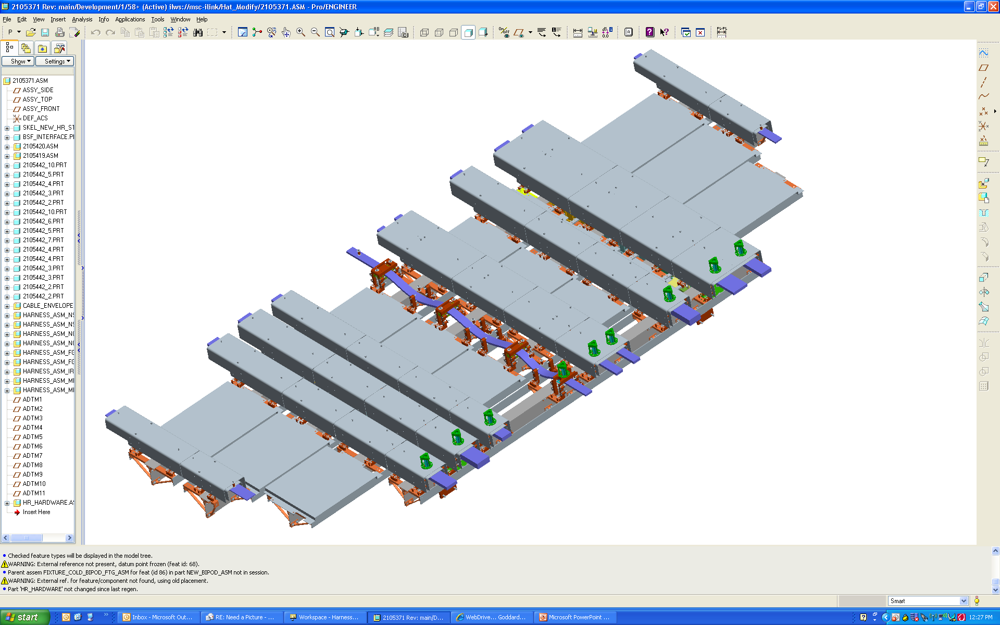 2105371 Rev: main/Development/1/58+ (Active) ilws://msc-ilink/Hat_Modify/2105371.ASM - Pro/ENGINEER
File Edit View Insert Analysis Info Applications Tools Window Help
Show Settings
2105371.ASM
ASSY_SIDE
ASSY_TOP
ASSY_FRONT
DEF_ACS
SKEL_NEW_HR_ST
BSF_INTERFACE.P
2105420.ASM
2105419.ASM
2105442_10.PRT
2105442_5.PRT
2105442_4.PRT
2105442_3.PRT
2105442_2.PRT
2105442_10.PRT
2105442_6.PRT
2105442_5.PRT
2105442_7.PRT
2105442_4.PRT
2105442_4.PRT
2105442_3.PRT
2105442_3.PRT
2105442_2.PRT
2105442_2.PRT
CABLE_ENVELOPE
HARNESS_ASM_NS
HARNESS_ASM_NS
HARNESS_ASM_NC
HARNESS_ASM_NC
HARNESS_ASM_FG
HARNESS_ASM_FG
HARNESS_ASM_IR
HARNESS_ASM_MI
HARNESS_ASM_MI
ADTM1
ADTM2
ADTM3
ADTM4
ADTM5
ADTM6
ADTM7
ADTM8
ADTM9
ADTM10
ADTM11
HR_HARDWARE.AS
Insert Here
Checked feature types will be displayed in the model tree.
WARNING: External reference not present, datum point frozen (feat id: 68).
Parent assem FIXTURE_COLD_BIPOD_FTG_ASM for feat (id 86) in part NEW_BIPOD_ASM not in session.
WARNING: External ref. for feature/component not found, using old placement.
Part 'HR_HARDWARE' not changed since last regen.
Smart
start Inbox - Microsoft Out... RE: Need a Picture - ... Workspace - Harness... 2105371 Rev: main/D... WebDrive... Goddard... Microsoft PowerPoint ... 12:27 PM